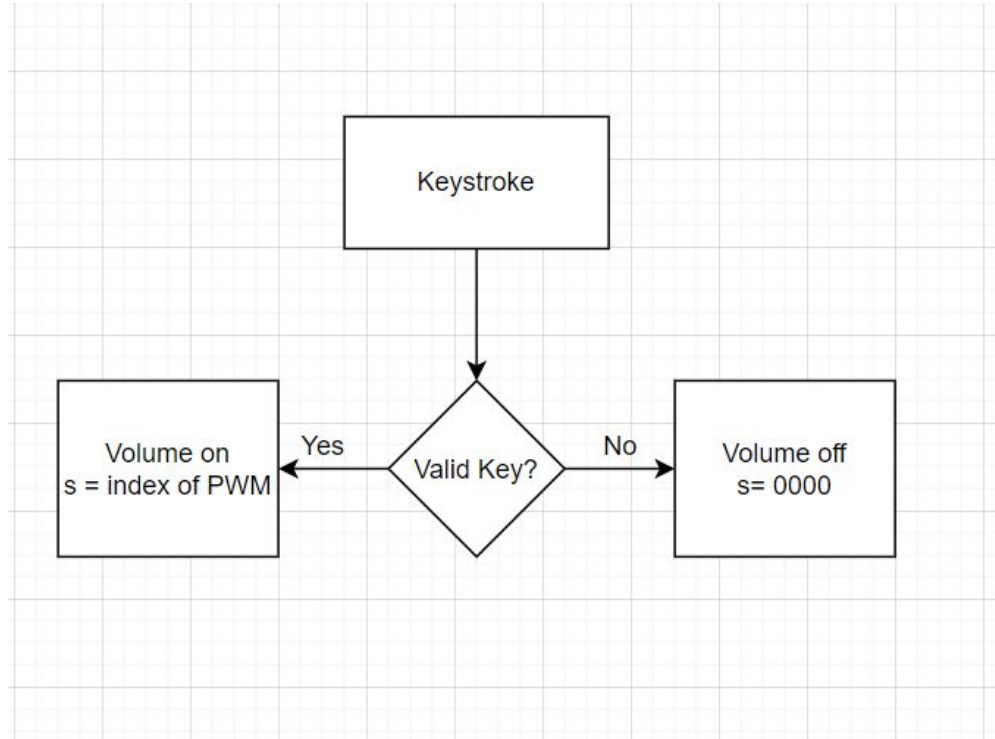 Keystroke
Yes
No
Valid Key?
Volume on
s = index of PWM
Volume off
s= 0000